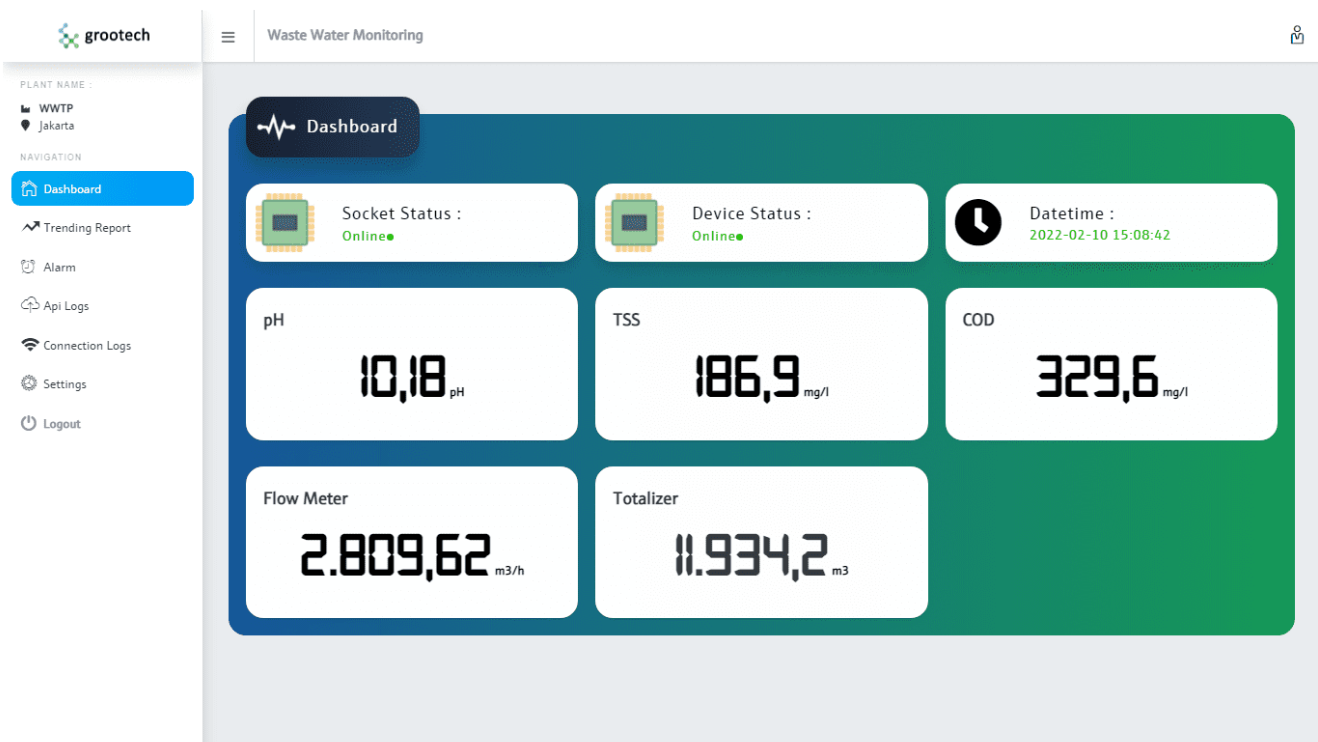 grootech
Waste Water Monitoring
PLANT NAME :
WWTP
Jakarta
NAVIGATION
Dashboard
Trending Report
Alarm
Api Logs
Connection Logs
Settings
Logout
Dashboard
Socket Status :
Online
Device Status :
Online
Datetime :
2022-02-10 15:08:42
pH
10,18 pH
TSS
186,9 mg/l
COD
329,6 mg/l
Flow Meter
2.809,62 m3/h
Totalizer
11.934,2 m3